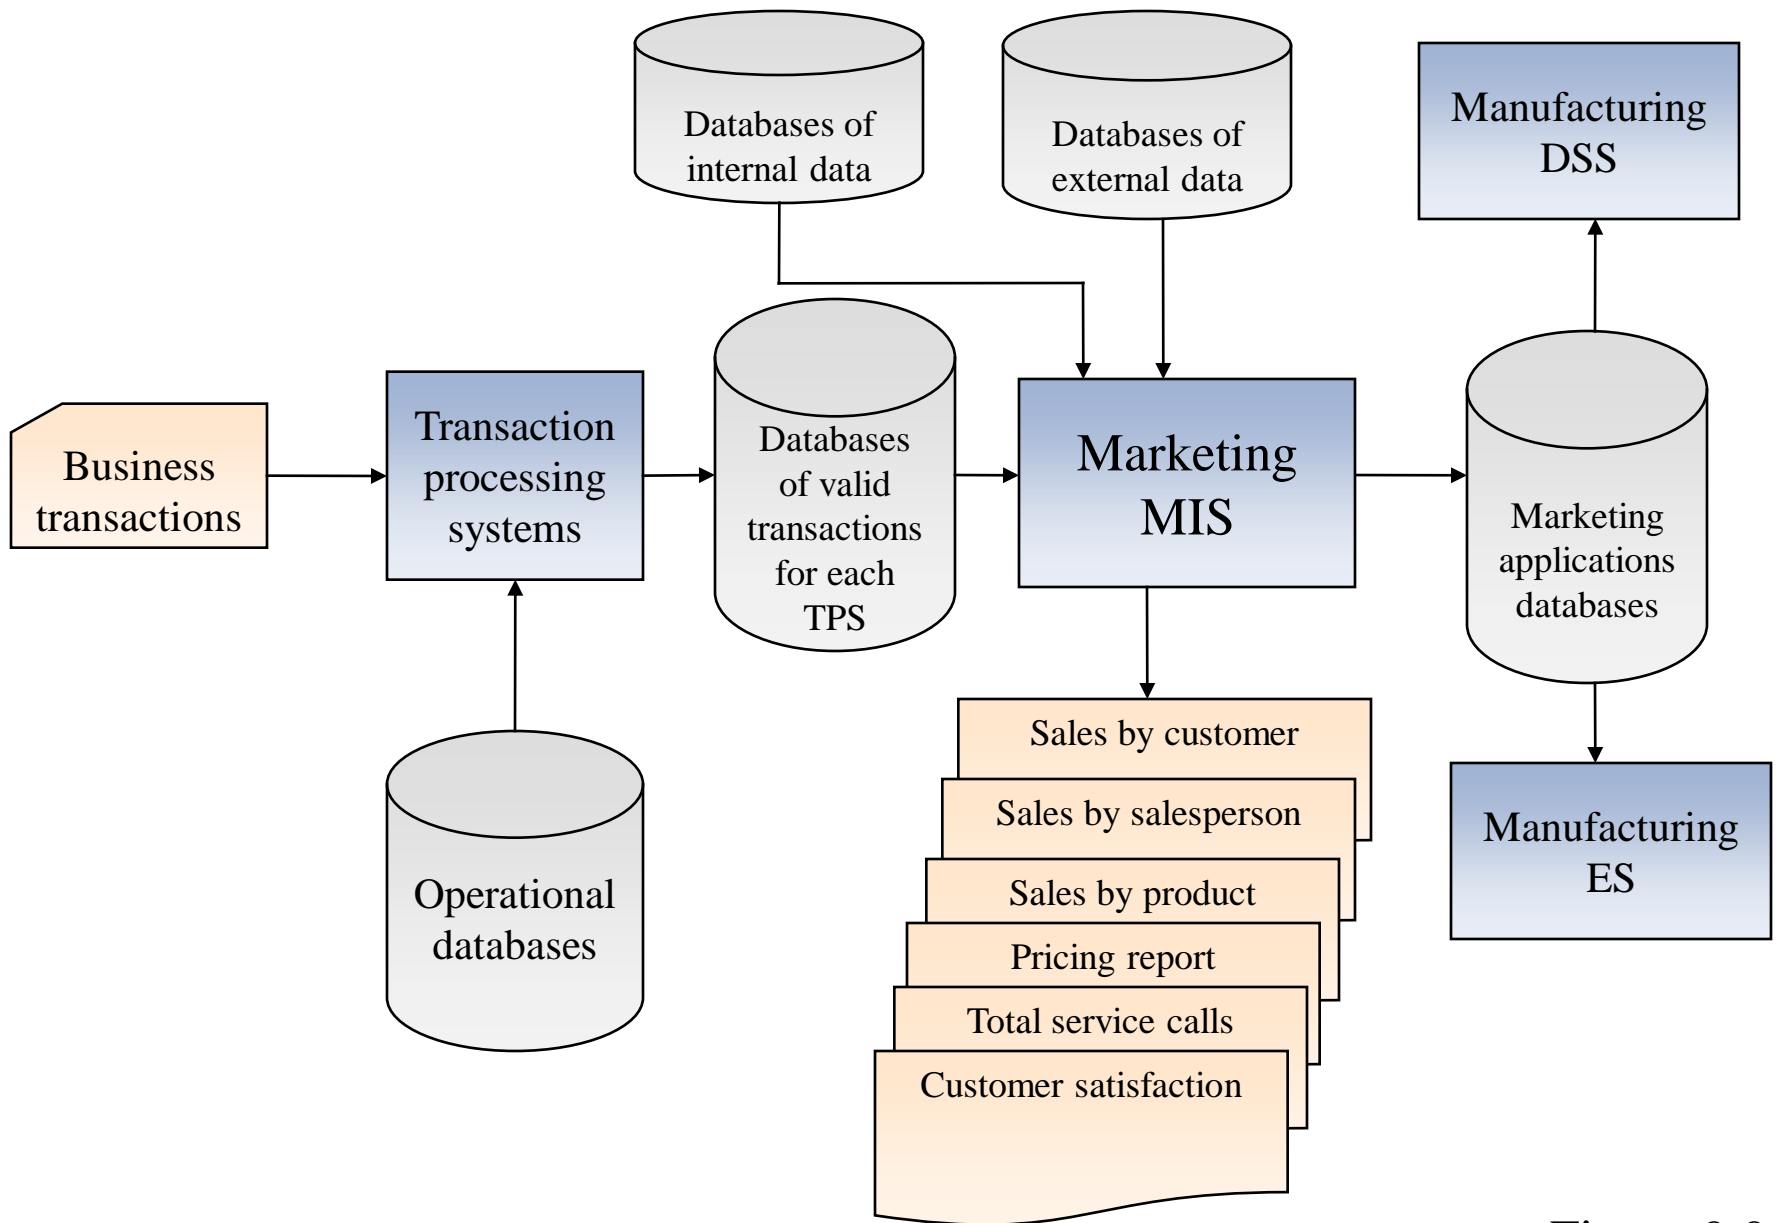 Databases of
internal data
Databases of
external data
Manufacturing
DSS
Business
transactions
Transaction
processing
systems
Databases
of valid
transactions
for each
TPS
Marketing
MIS
Marketing
applications
databases
Operational
databases
Sales by customer
Sales by salesperson
Sales by product
Pricing report
Total service calls
Customer satisfaction
Manufacturing
ES